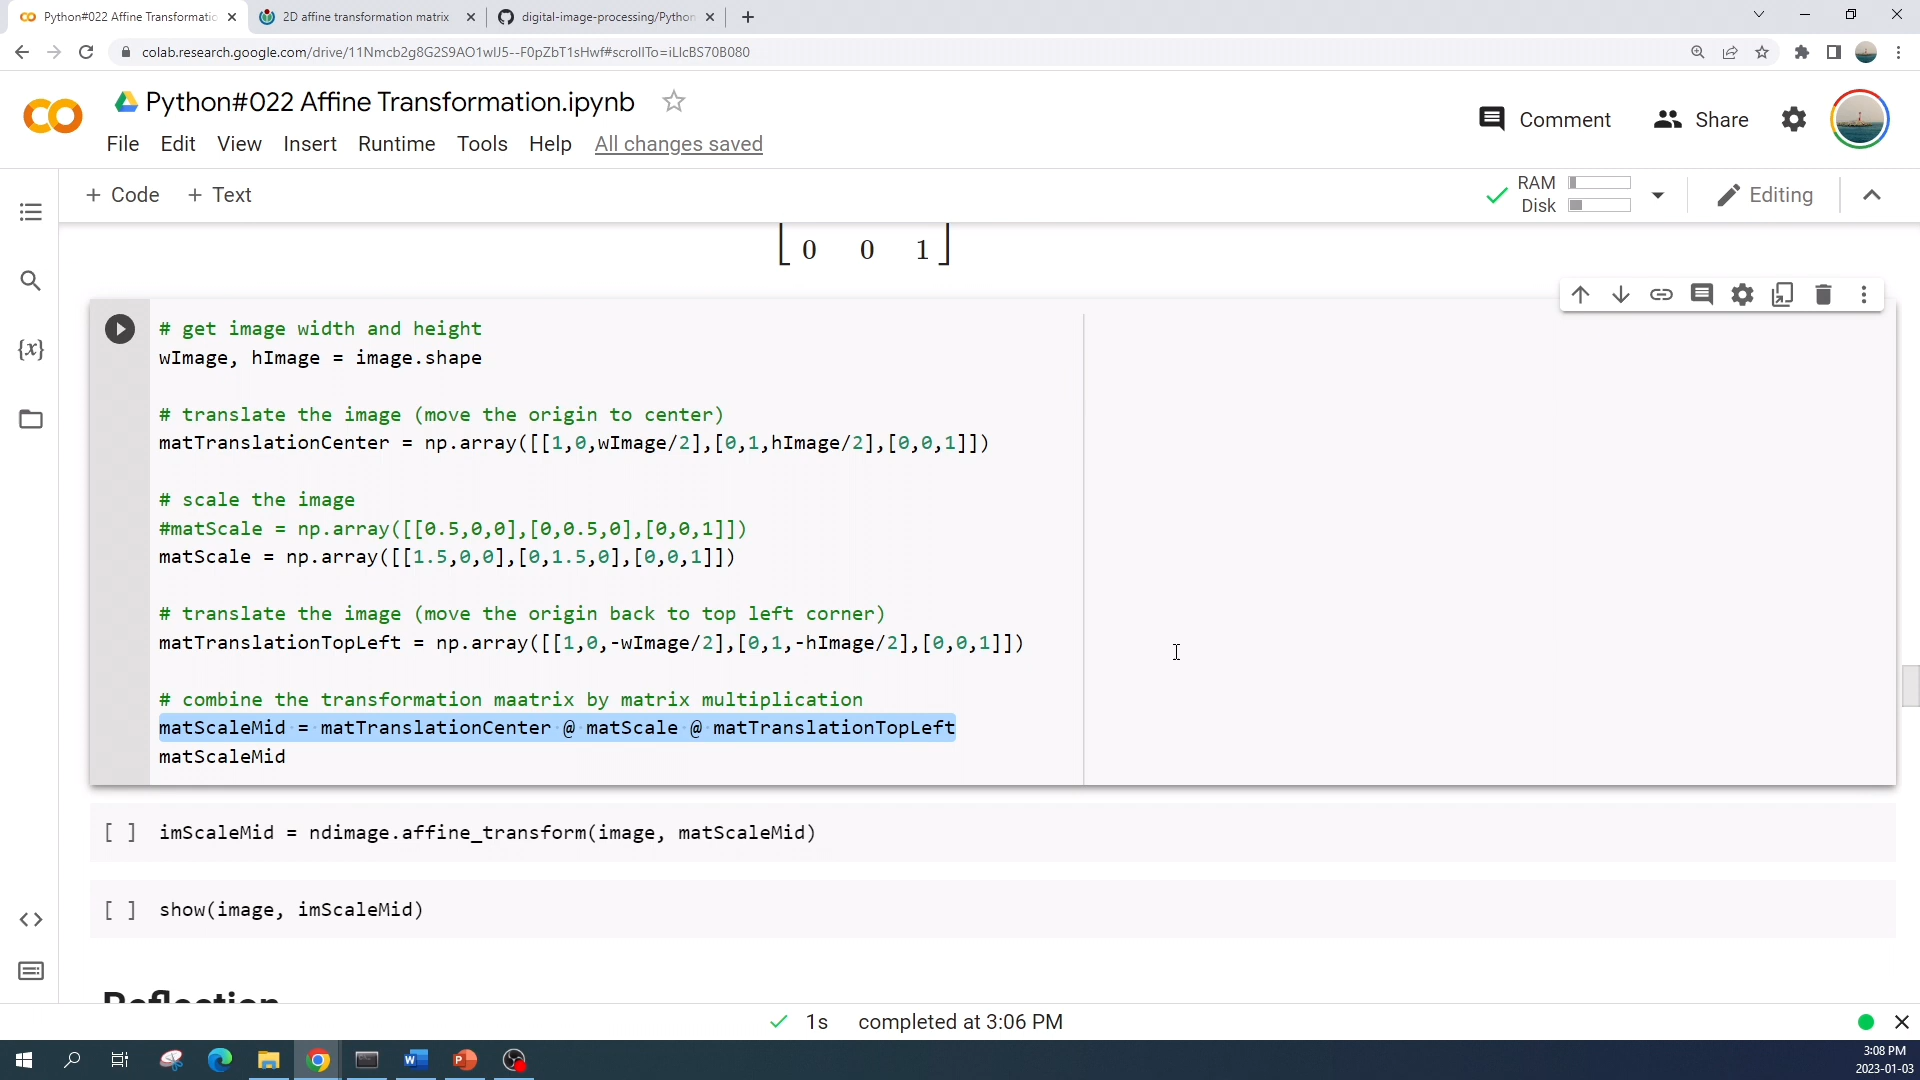 Python#022 Affine Transformatic
2D affine transformation matrix
digital-image-processing/Python
colab.research.google.com/drive/11Nmcb2g8G2S9AO1wlJ5--F0pZbT1sHwf#scrollTo=iLlcBS70B080
Python#022 Affine Transformation.ipynb
Comment
Share
File Edit View Insert Runtime Tools Help All changes saved
+ Code + Text
RAM
Disk
Editing
0 0 1
# get image width and height
wImage, hImage = image.shape
# translate the image (move the origin to center)
matTranslationCenter = np.array([[1,0,wImage/2],[0,1,hImage/2],[0,0,1]])
# scale the image
#matScale = np.array([[0.5,0,0],[0,0.5,0],[0,0,1]])
matScale = np.array([[1.5,0,0],[0,1.5,0],[0,0,1]])
# translate the image (move the origin back to top left corner)
matTranslationTopLeft = np.array([[1,0,-wImage/2],[0,1,-hImage/2],[0,0,1]])
# combine the transformation maatrix by matrix multiplication
matScaleMid = matTranslationCenter @ matScale @ matTranslationTopLeft
matScaleMid
[ ] imScaleMid = ndimage.affine_transform(image, matScaleMid)
[ ] show(image, imScaleMid)
Reflection
1s completed at 3:06 PM
3:08 PM
2023-01-03